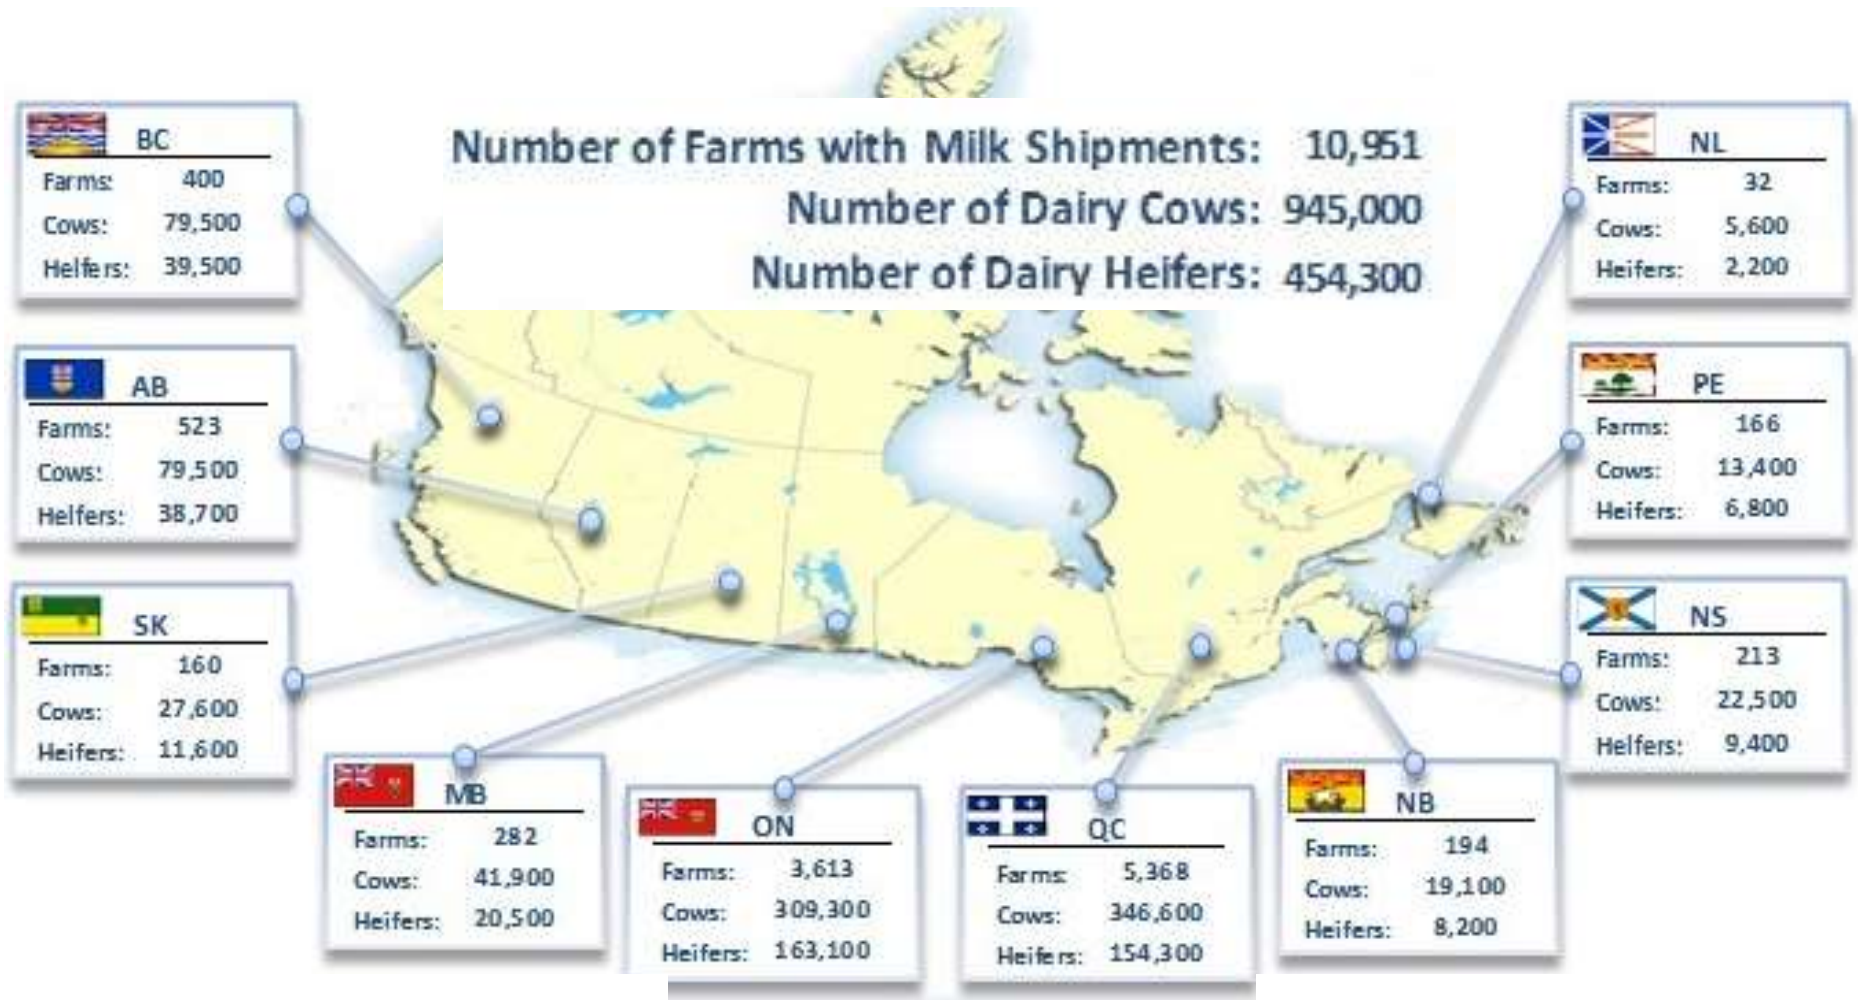 Number of Farms with Milk Shipments: 10,951
Number of Dairy Cows: 945,000
Number of Dairy Heifers: 454,300
BC
Farms: 400
Cows: 79,500
Heifers: 39,500
AB
Farms: 523
Cows: 79,500
Heifers: 38,700
SK
Farms: 160
Cows: 27,600
Heifers: 11,600
MB
Farms: 282
Cows: 41,900
Heifers: 20,500
ON
Farms: 3,613
Cows: 309,300
Heifers: 163,100
QC
Farms: 5,368
Cows: 346,600
Heifers: 154,300
NB
Farms: 194
Cows: 19,100
Heifers: 8,200
NS
Farms: 213
Cows: 22,500
Heifers: 9,400
PE
Farms: 166
Cows: 13,400
Heifers: 6,800
NL
Farms: 32
Cows: 5,600
Heifers: 2,200